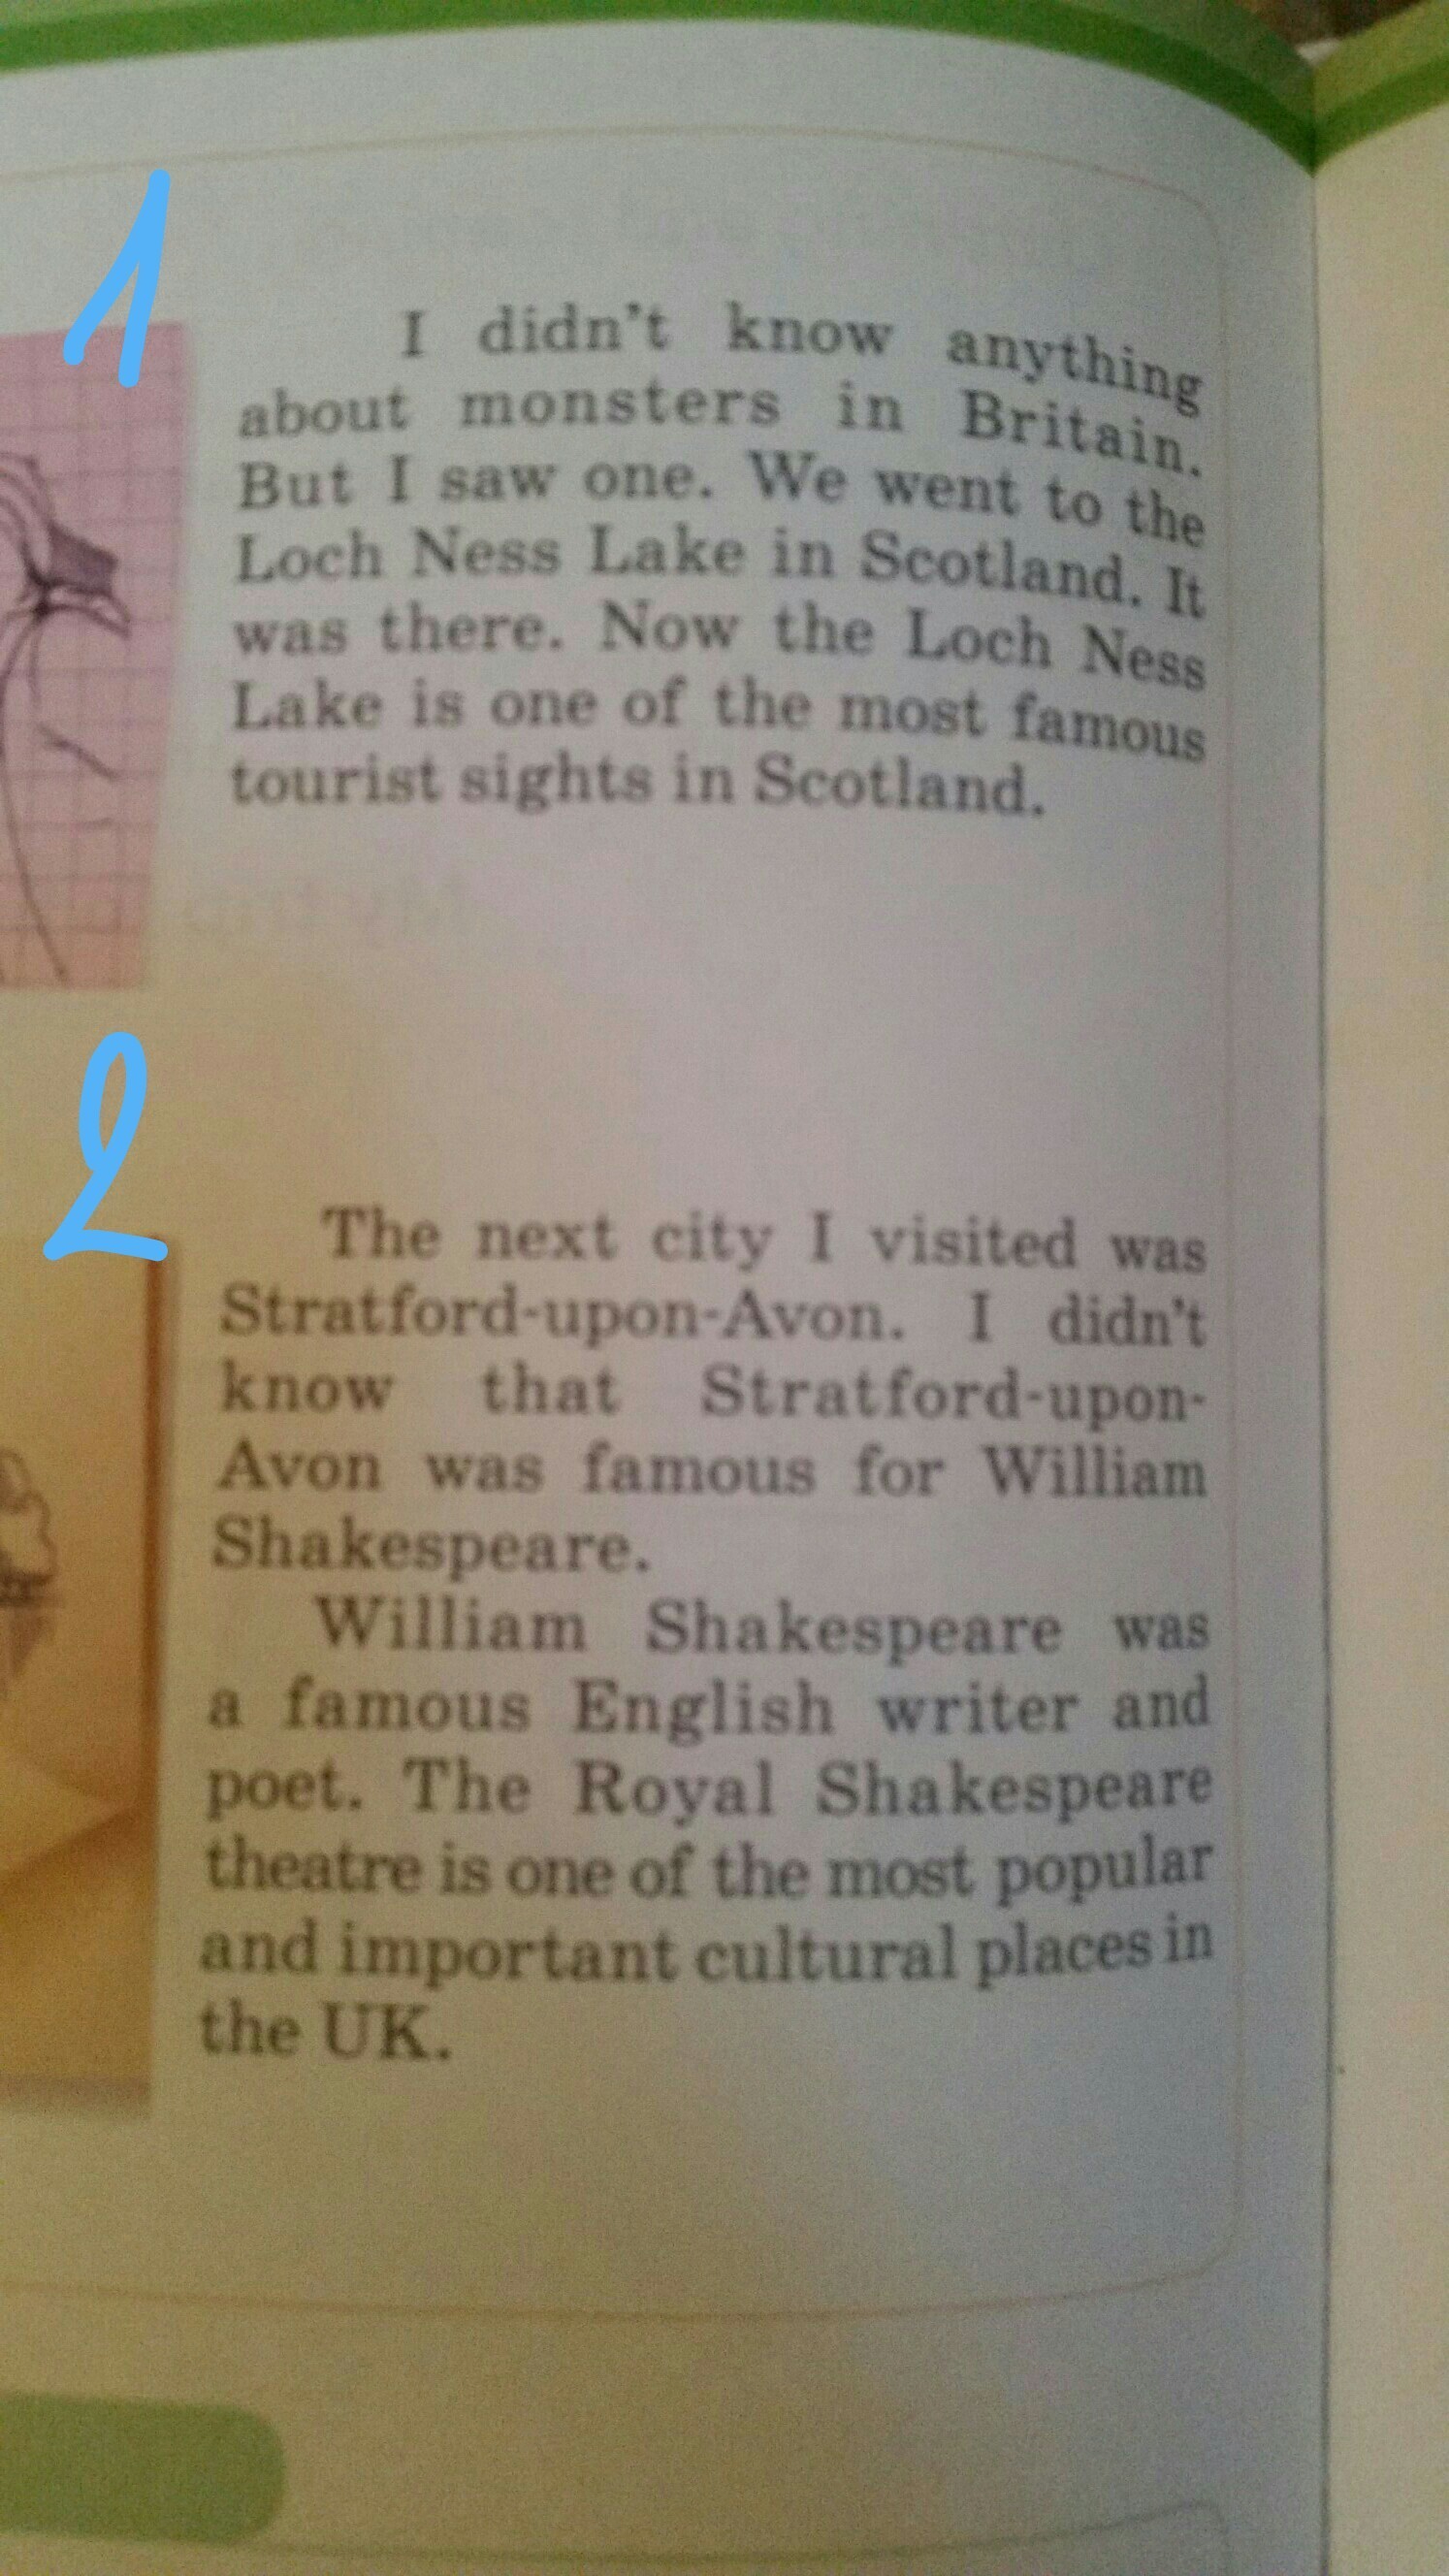 1
I didn't know anything
about monsters in Britain.
But I saw one. We went to the
Loch Ness Lake in Scotland. It
was there. Now the Loch Ness
Lake is one of the most famous
tourist sights in Scotland.
2
The next city I visited was
Stratford-upon-Avon. I didn't
know that Stratford-upon-
Avon was famous for William
Shakespeare.
William Shakespeare was
a famous English writer and
poet. The Royal Shakespeare
theatre is one of the most popular
and important cultural places in
the UK.